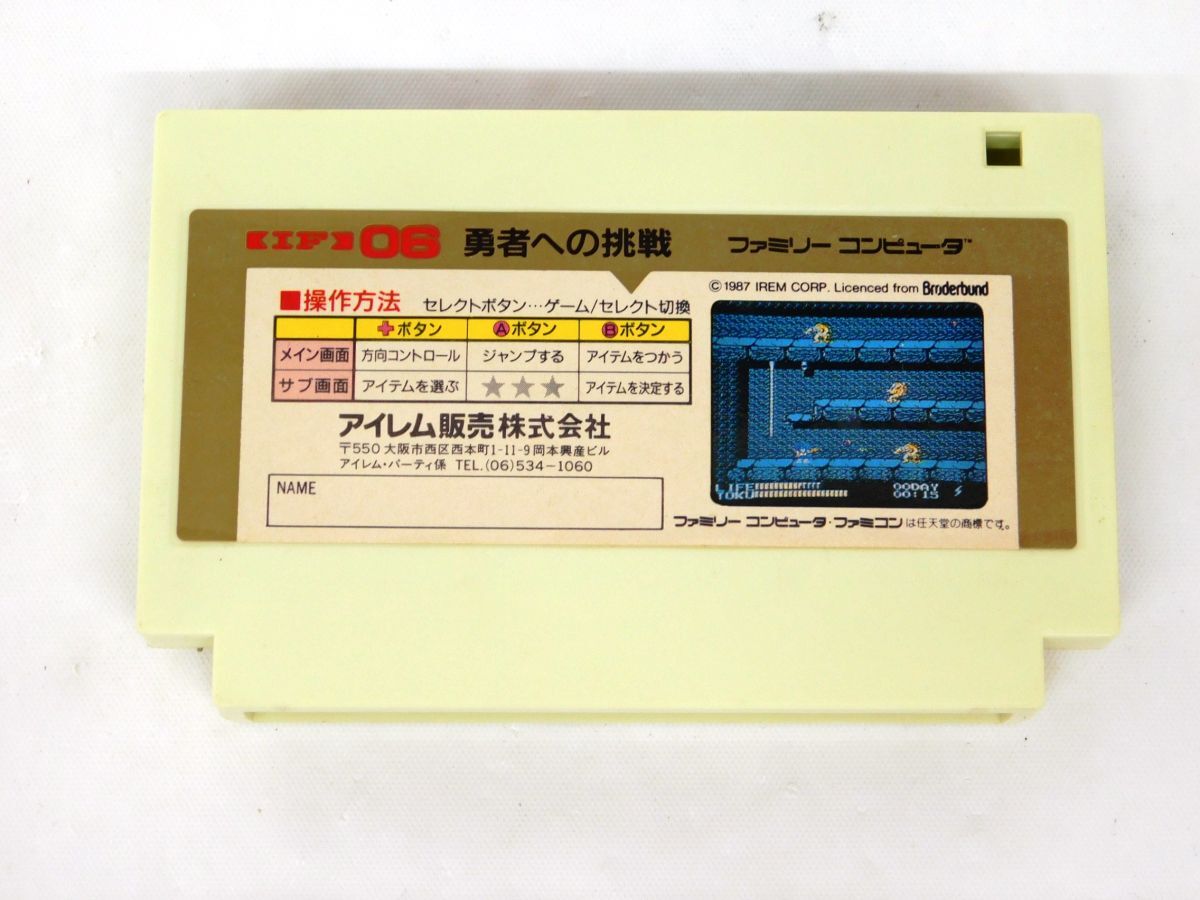 IF 06 勇者への挑戦 ファミリー コンピュータ™
©1987 IREM CORP. Licenced from Brøderbund
■操作方法 セレクトボタン…ゲーム/セレクト切換
✚ボタン Ⓐボタン Ⓑボタン
メイン画面 方向コントロール ジャンプする アイテムをつかう
サブ画面 アイテムを選ぶ ★★★ アイテムを決定する
アイレム販売株式会社
〒550 大阪市西区西本町1-11-9岡本興産ビル
アイレム・パーティ係 TEL.(06)534-1060
NAME
LIFE 00DAY
TOKU 00:15
ファミリー コンピュータ・ファミコンは任天堂の商標です。